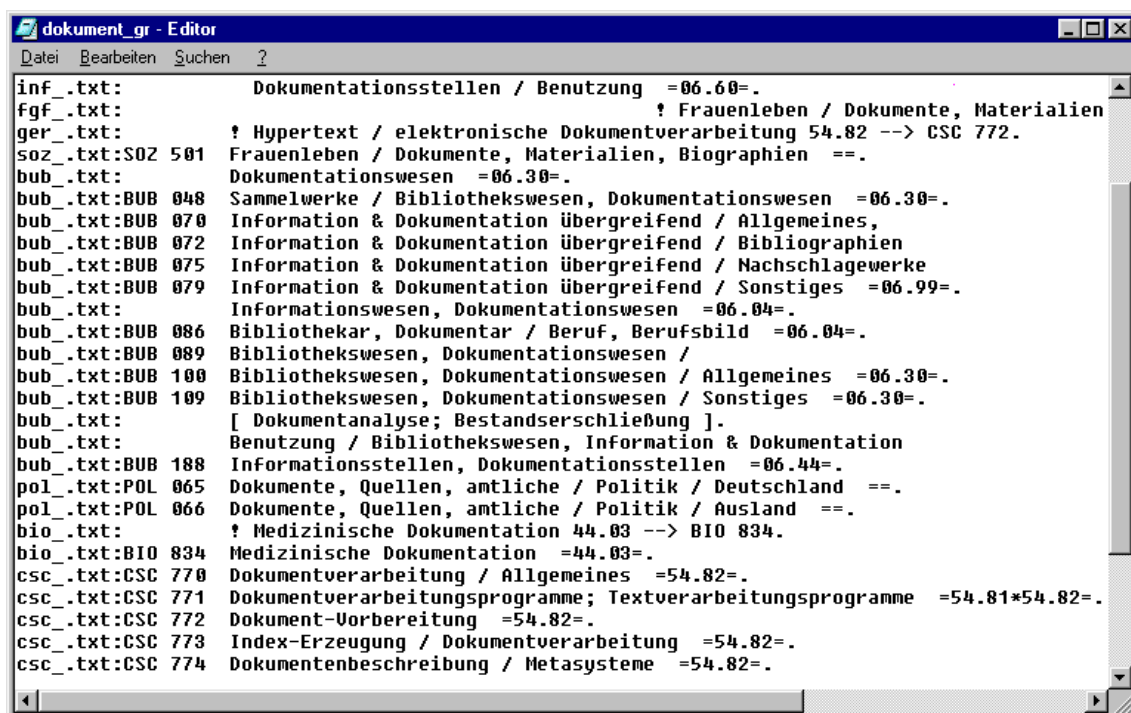 dokument_gr - Editor
Datei Bearbeiten Suchen ?
inf_.txt: Dokumentationsstellen / Benutzung =06.60=.
fgf_.txt: ! Frauenleben / Dokumente, Materialien
ger_.txt: ! Hypertext / elektronische Dokumentverarbeitung 54.82 --> CSC 772.
soz_.txt:SOZ 501 Frauenleben / Dokumente, Materialien, Biographien ==.
bub_.txt: Dokumentationswesen =06.30=.
bub_.txt:BUB 048 Sammelwerke / Bibliothekswesen, Dokumentationswesen =06.30=.
bub_.txt:BUB 070 Information & Dokumentation übergreifend / Allgemeines,
bub_.txt:BUB 072 Information & Dokumentation übergreifend / Bibliographien
bub_.txt:BUB 075 Information & Dokumentation übergreifend / Nachschlagewerke
bub_.txt:BUB 079 Information & Dokumentation übergreifend / Sonstiges =06.99=.
bub_.txt: Informationswesen, Dokumentationswesen =06.04=.
bub_.txt:BUB 086 Bibliothekar, Dokumentar / Beruf, Berufsbild =06.04=.
bub_.txt:BUB 089 Bibliothekswesen, Dokumentationswesen /
bub_.txt:BUB 100 Bibliothekswesen, Dokumentationswesen / Allgemeines =06.30=.
bub_.txt:BUB 109 Bibliothekswesen, Dokumentationswesen / Sonstiges =06.30=.
bub_.txt: [ Dokumentanalyse; Bestandserschließung ].
bub_.txt: Benutzung / Bibliothekswesen, Information & Dokumentation
bub_.txt:BUB 188 Informationsstellen, Dokumentationsstellen =06.44=.
pol_.txt:POL 065 Dokumente, Quellen, amtliche / Politik / Deutschland ==.
pol_.txt:POL 066 Dokumente, Quellen, amtliche / Politik / Ausland ==.
bio_.txt: ! Medizinische Dokumentation 44.03 --> BIO 834.
bio_.txt:BIO 834 Medizinische Dokumentation =44.03=.
csc_.txt:CSC 770 Dokumentverarbeitung / Allgemeines =54.82=.
csc_.txt:CSC 771 Dokumentverarbeitungsprogramme; Textverarbeitungsprogramme =54.81*54.82=.
csc_.txt:CSC 772 Dokument-Vorbereitung =54.82=.
csc_.txt:CSC 773 Index-Erzeugung / Dokumentverarbeitung =54.82=.
csc_.txt:CSC 774 Dokumentenbeschreibung / Metasysteme =54.82=.